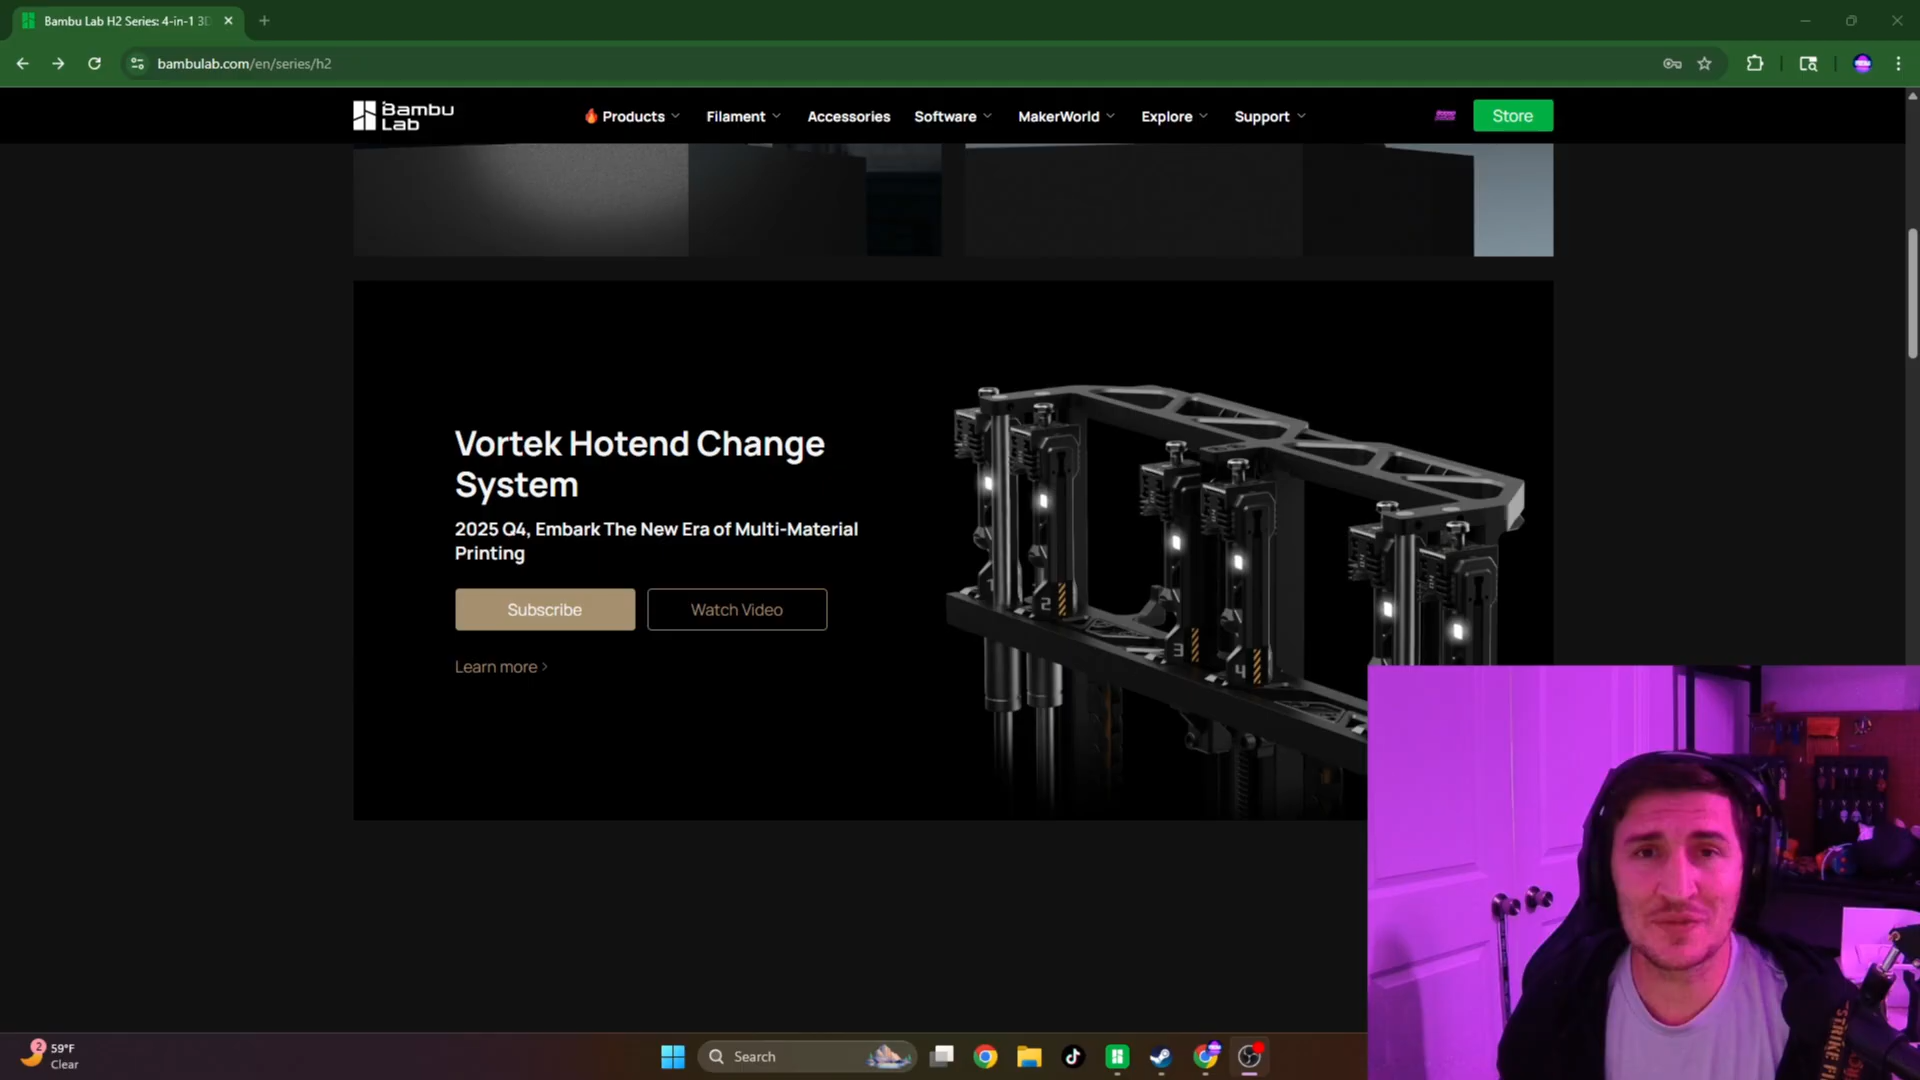 Bambu Lab H2 Series: 4-in-1 3D
bambulab.com/en/series/h2
Bambu
Lab
Products
Filament
Accessories
Software
MakerWorld
Explore
Support
Store
Vortek Hotend Change
System
2025 Q4, Embark The New Era of Multi-Material
Printing
Subscribe
Watch Video
Learn more
2
3
4
2
59°F
Clear
Search